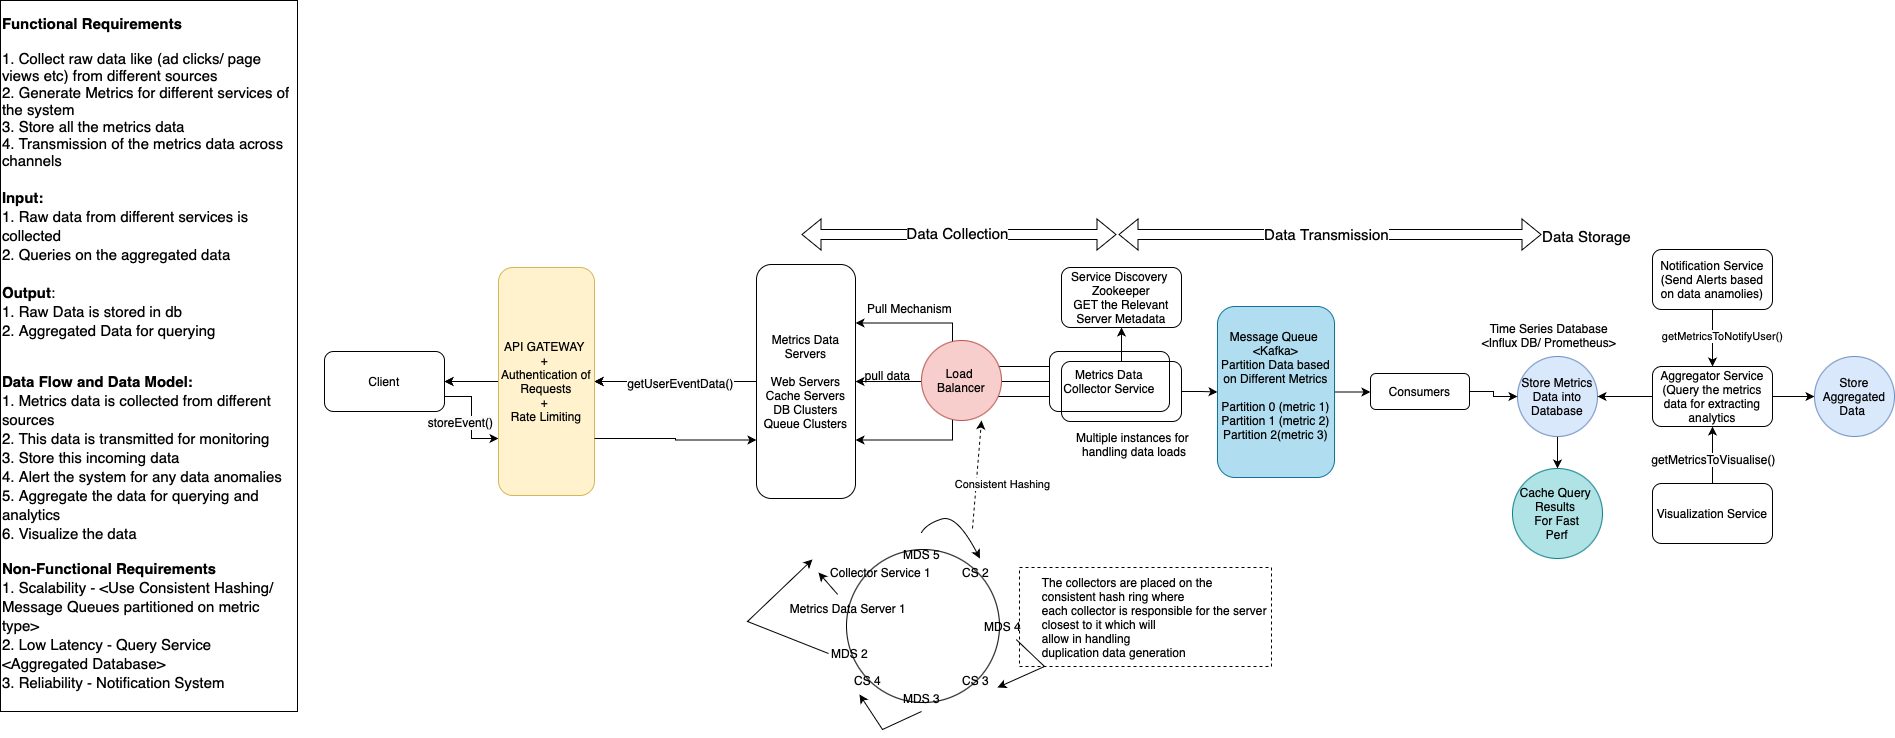 Functional Requirements
1. Collect raw data like (ad clicks/ page
views etc) from different sources
2. Generate Metrics for different services of
the system
3. Store all the metrics data
4. Transmission of the metrics data across
channels
Input:
1. Raw data from different services is
collected
2. Queries on the aggregated data
Output:
1. Raw Data is stored in db
2. Aggregated Data for querying
Data Flow and Data Model:
1. Metrics data is collected from different
sources
2. This data is transmitted for monitoring
3. Store this incoming data
4. Alert the system for any data anomalies
5. Aggregate the data for querying and
analytics
6. Visualize the data
Non-Functional Requirements
1. Scalability - <Use Consistent Hashing/
Message Queues partitioned on metric
type>
2. Low Latency - Query Service
<Aggregated Database>
3. Reliability - Notification System
Data Collection
Data Transmission
Data Storage
Client
storeEvent()
API GATEWAY
+
Authentication of
Requests
+
Rate Limiting
getUserEventData()
Metrics Data
Servers
Web Servers
Cache Servers
DB Clusters
Queue Clusters
Pull Mechanism
pull data
Load
Balancer
Service Discovery
Zookeeper
GET the Relevant
Server Metadata
Metrics Data
Collector Service
Multiple instances for
handling data loads
Message Queue
<Kafka>
Partition Data based
on Different Metrics
Partition 0 (metric 1)
Partition 1 (metric 2)
Partition 2(metric 3)
Consumers
Time Series Database
<Influx DB/ Prometheus>
Store Metrics
Data into
Database
Cache Query
Results
For Fast
Perf
Notification Service
(Send Alerts based
on data anamolies)
getMetricsToNotifyUser()
Aggregator Service
(Query the metrics
data for extracting
analytics
getMetricsToVisualise()
Visualization Service
Store
Aggregated
Data
Consistent Hashing
MDS 5
Collector Service 1
CS 2
Metrics Data Server 1
MDS 4
MDS 2
CS 4
CS 3
MDS 3
The collectors are placed on the
consistent hash ring where
each collector is responsible for the server
closest to it which will
allow in handling
duplication data generation